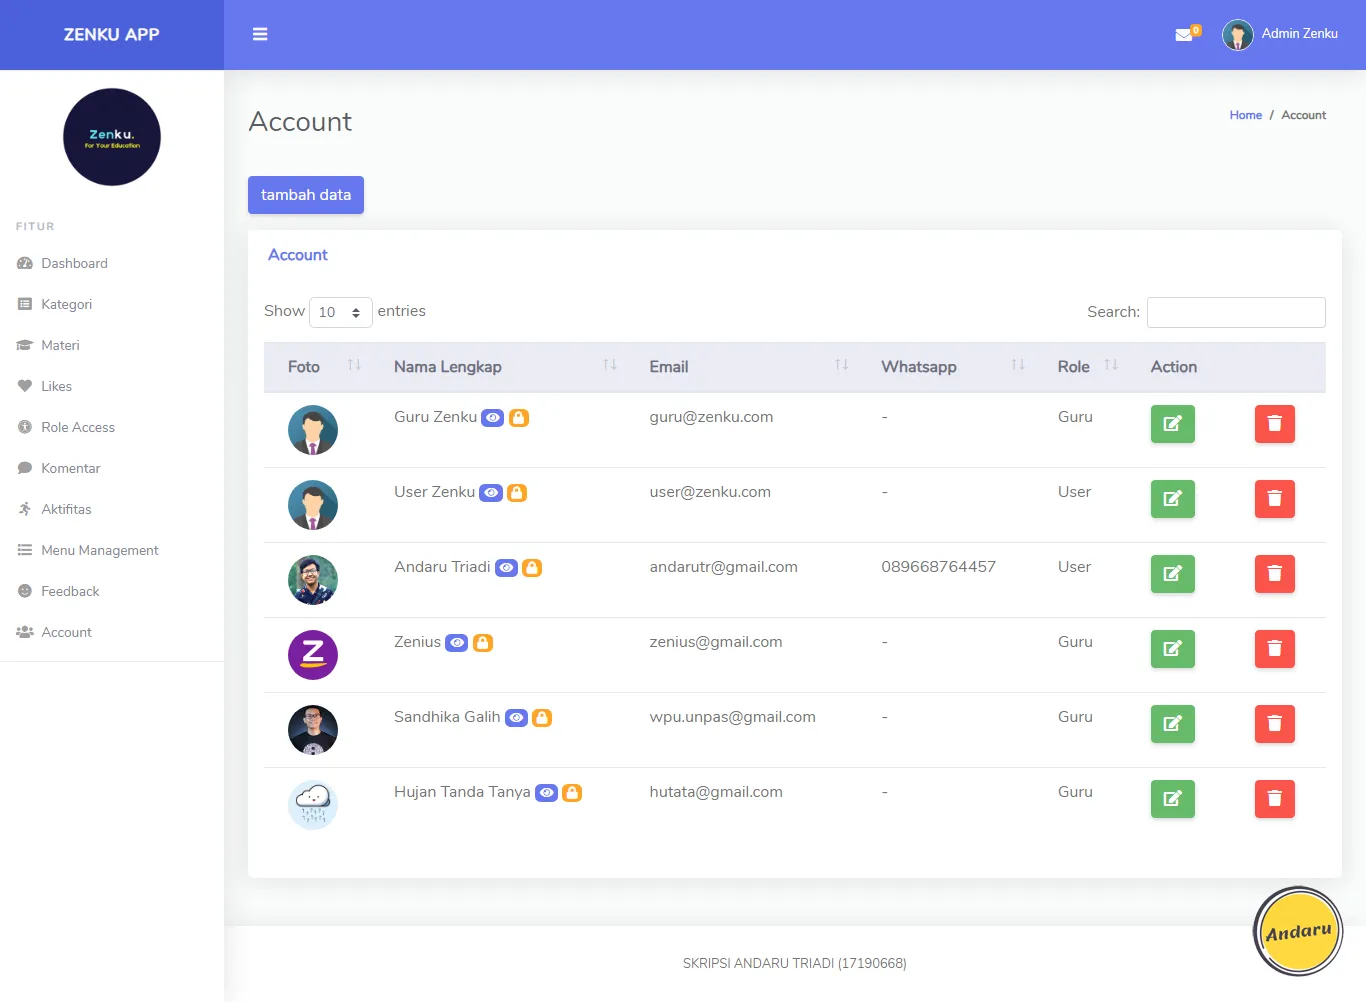 ZENKU APP
0
Admin Zenku
Zenku.
For Your Education
FITUR
Dashboard
Kategori
Materi
Likes
Role Access
Komentar
Aktifitas
Menu Management
Feedback
Account
Account
Home / Account
tambah data
Account
Show 10 entries
Search:
Foto Nama Lengkap Email Whatsapp Role Action
Guru Zenku guru@zenku.com - Guru
User Zenku user@zenku.com - User
Andaru Triadi andarutr@gmail.com 089668764457 User
Z
Zenius zenius@gmail.com - Guru
Sandhika Galih wpu.unpas@gmail.com - Guru
Hujan Tanda Tanya hutata@gmail.com - Guru
Andaru
SKRIPSI ANDARU TRIADI (17190668)